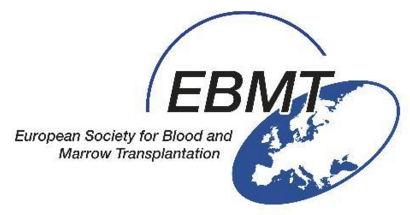 EBMT
European Society for Blood and
Marrow Transplantation